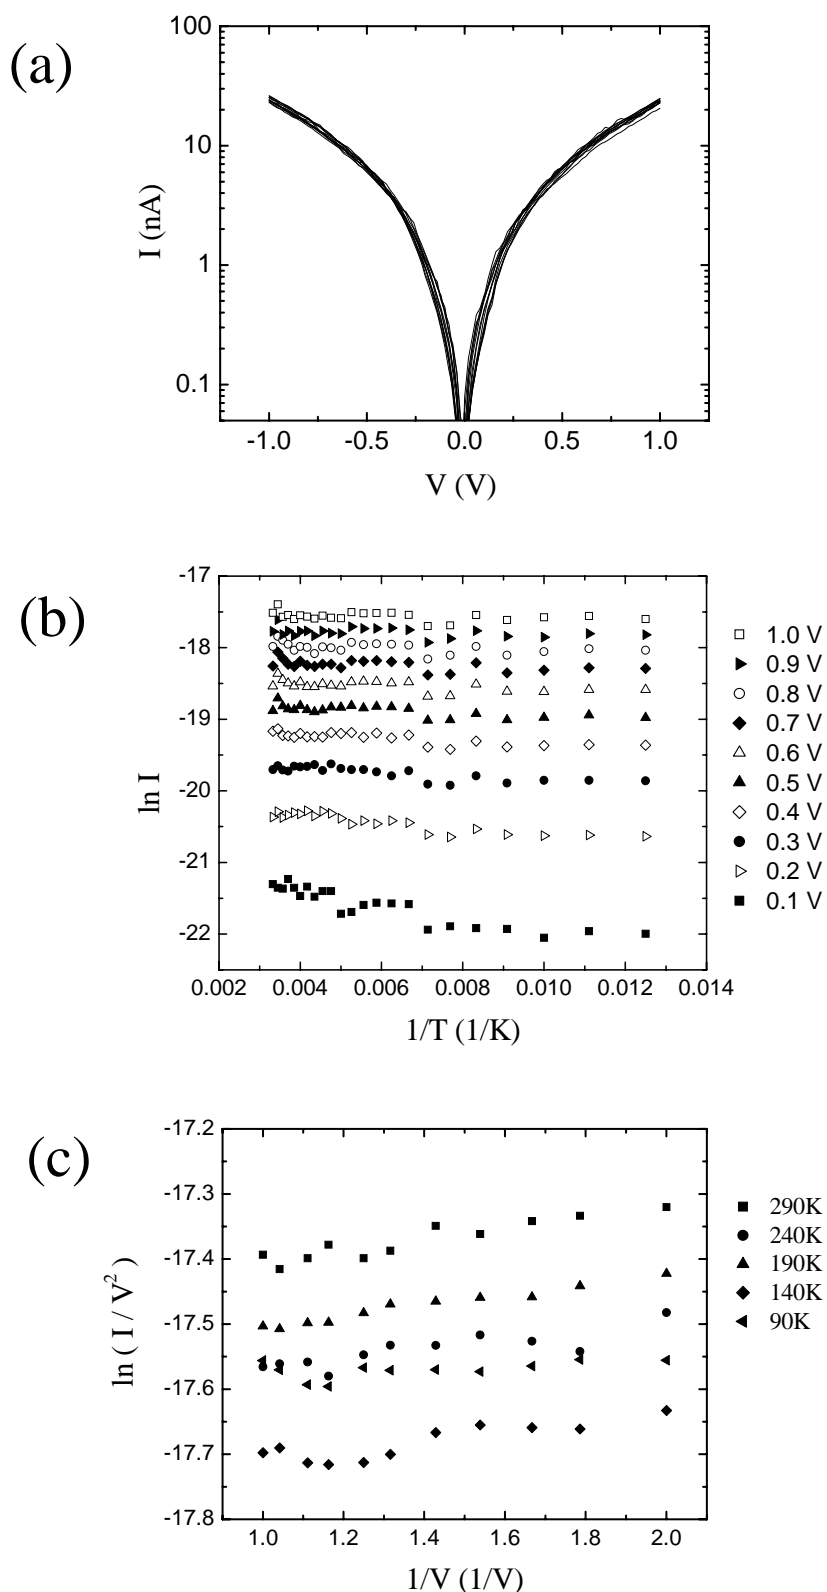 (a)
100
10
1
0.1
I (nA)
-1.0 -0.5 0.0 0.5 1.0
V (V)
(b)
-17
-18
-19
-20
-21
-22
ln I
0.002 0.004 0.006 0.008 0.010 0.012 0.014
1/T (1/K)
1.0 V
0.9 V
0.8 V
0.7 V
0.6 V
0.5 V
0.4 V
0.3 V
0.2 V
0.1 V
(c)
-17.2
-17.3
-17.4
-17.5
-17.6
-17.7
-17.8
ln ( I / V²)
1.0 1.2 1.4 1.6 1.8 2.0
1/V (1/V)
290K
240K
190K
140K
90K